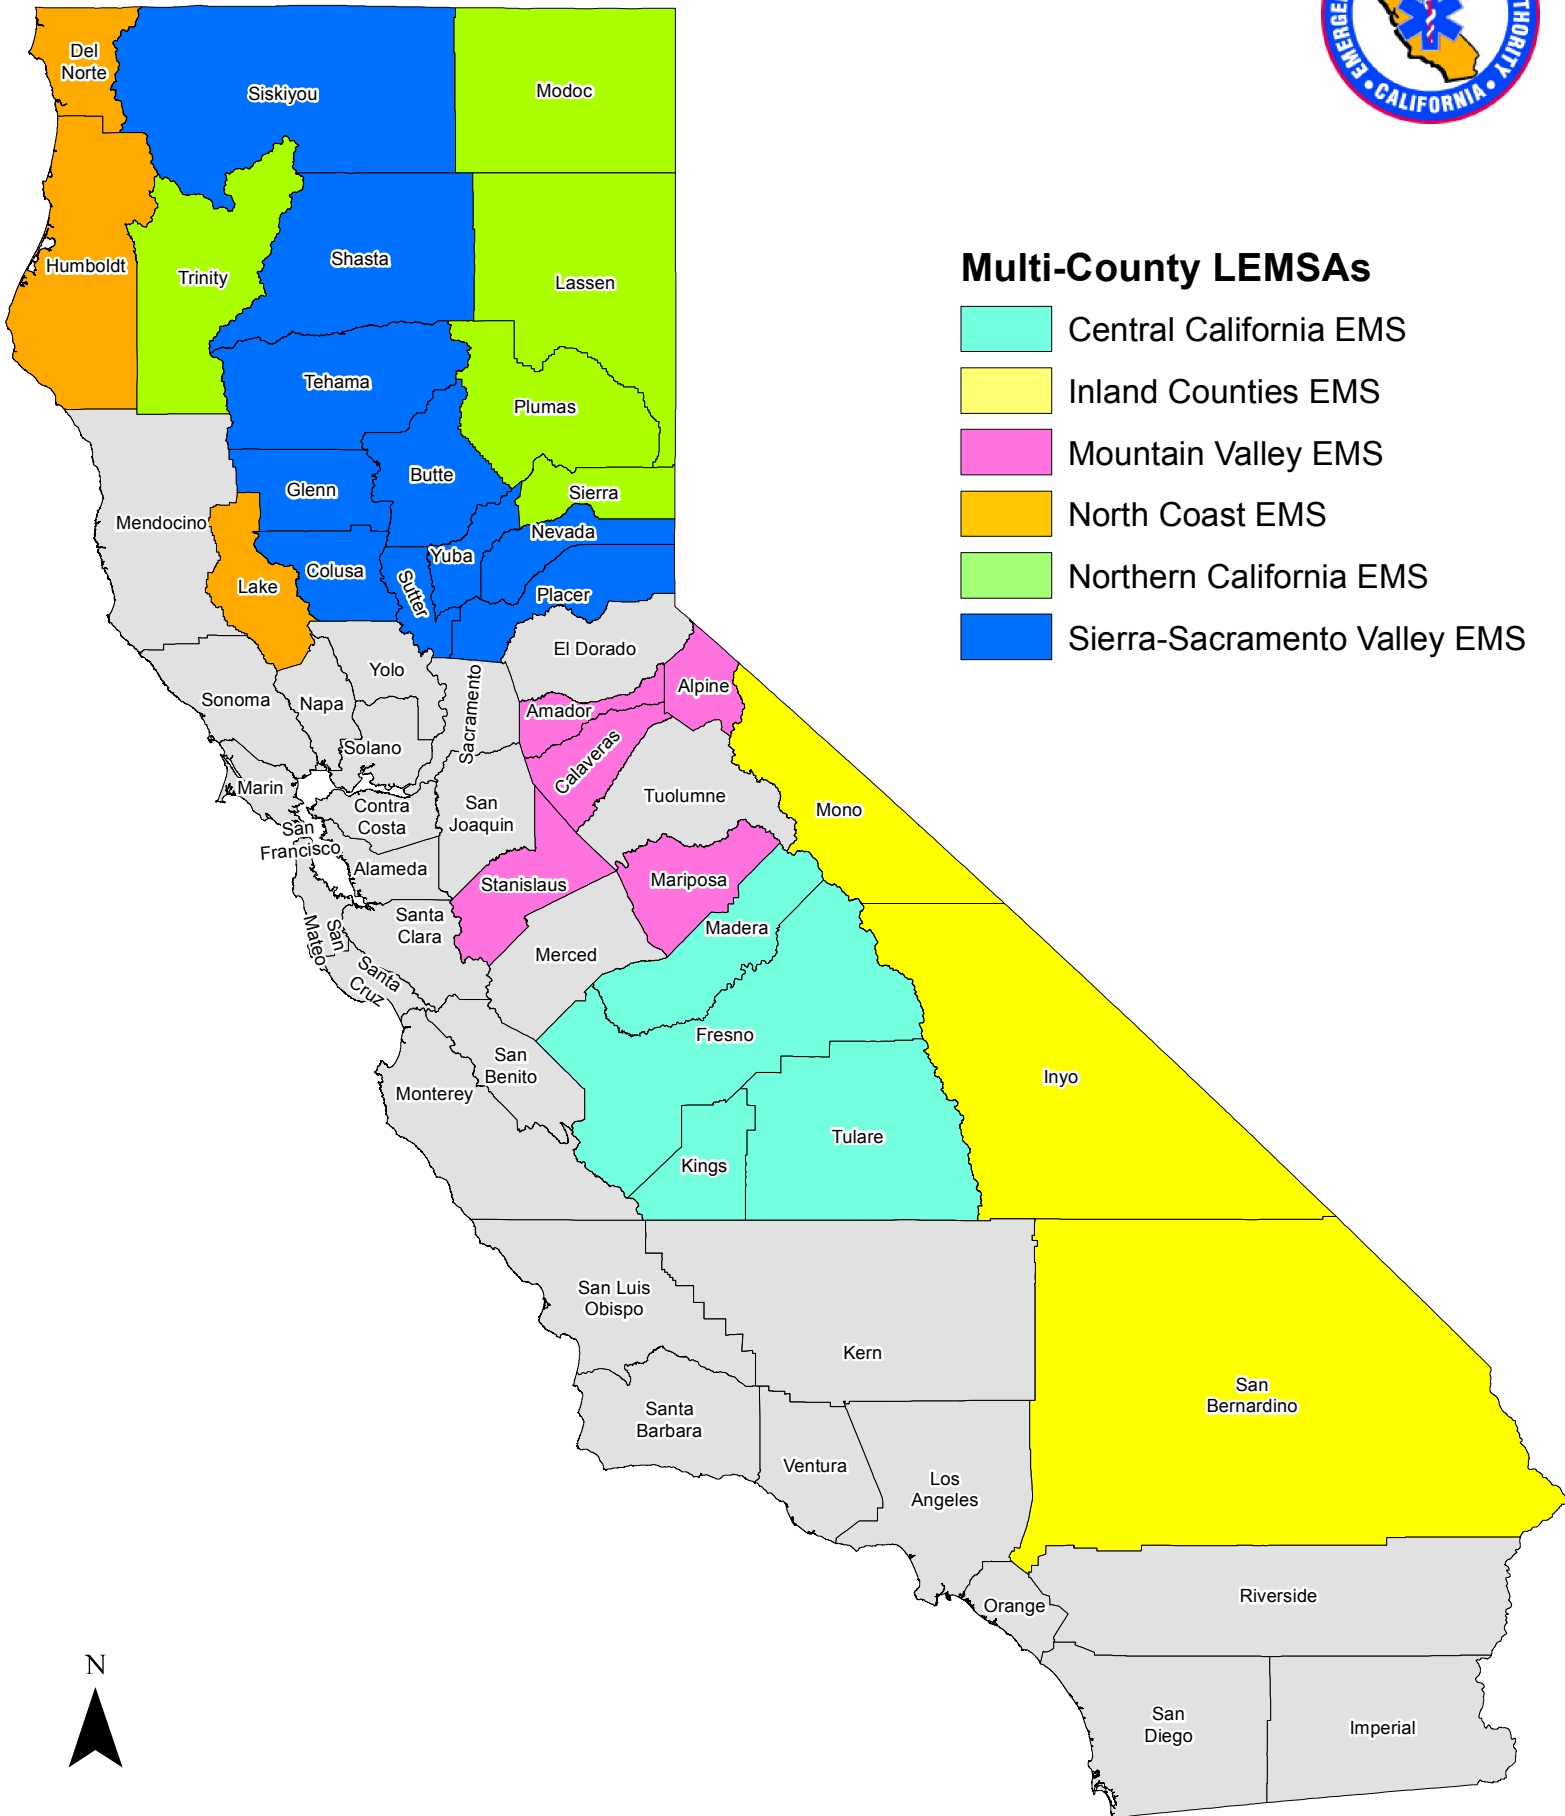 EMERGE
THORITY
• CALIFORNIA •
Del
Norte
Siskiyou
Modoc
Humboldt
Trinity
Shasta
Lassen
Multi-County LEMSAs
Central California EMS
Inland Counties EMS
Mountain Valley EMS
North Coast EMS
Northern California EMS
Sierra-Sacramento Valley EMS
Tehama
Plumas
Butte
Glenn
Sierra
Mendocino
Nevada
Yuba
Colusa
Sutter
Lake
Placer
El Dorado
Yolo
Sacramento
Alpine
Sonoma
Napa
Amador
Solano
Calaveras
Marin
Contra
Costa
San
Joaquin
Tuolumne
Mono
San
Francisco
Alameda
Stanislaus
Mariposa
San
Mateo
Santa
Clara
Madera
Merced
Santa
Cruz
Fresno
San
Benito
Monterey
Inyo
Tulare
Kings
San Luis
Obispo
Kern
San
Bernardino
Santa
Barbara
Ventura
Los
Angeles
Orange
Riverside
San
Diego
Imperial
N